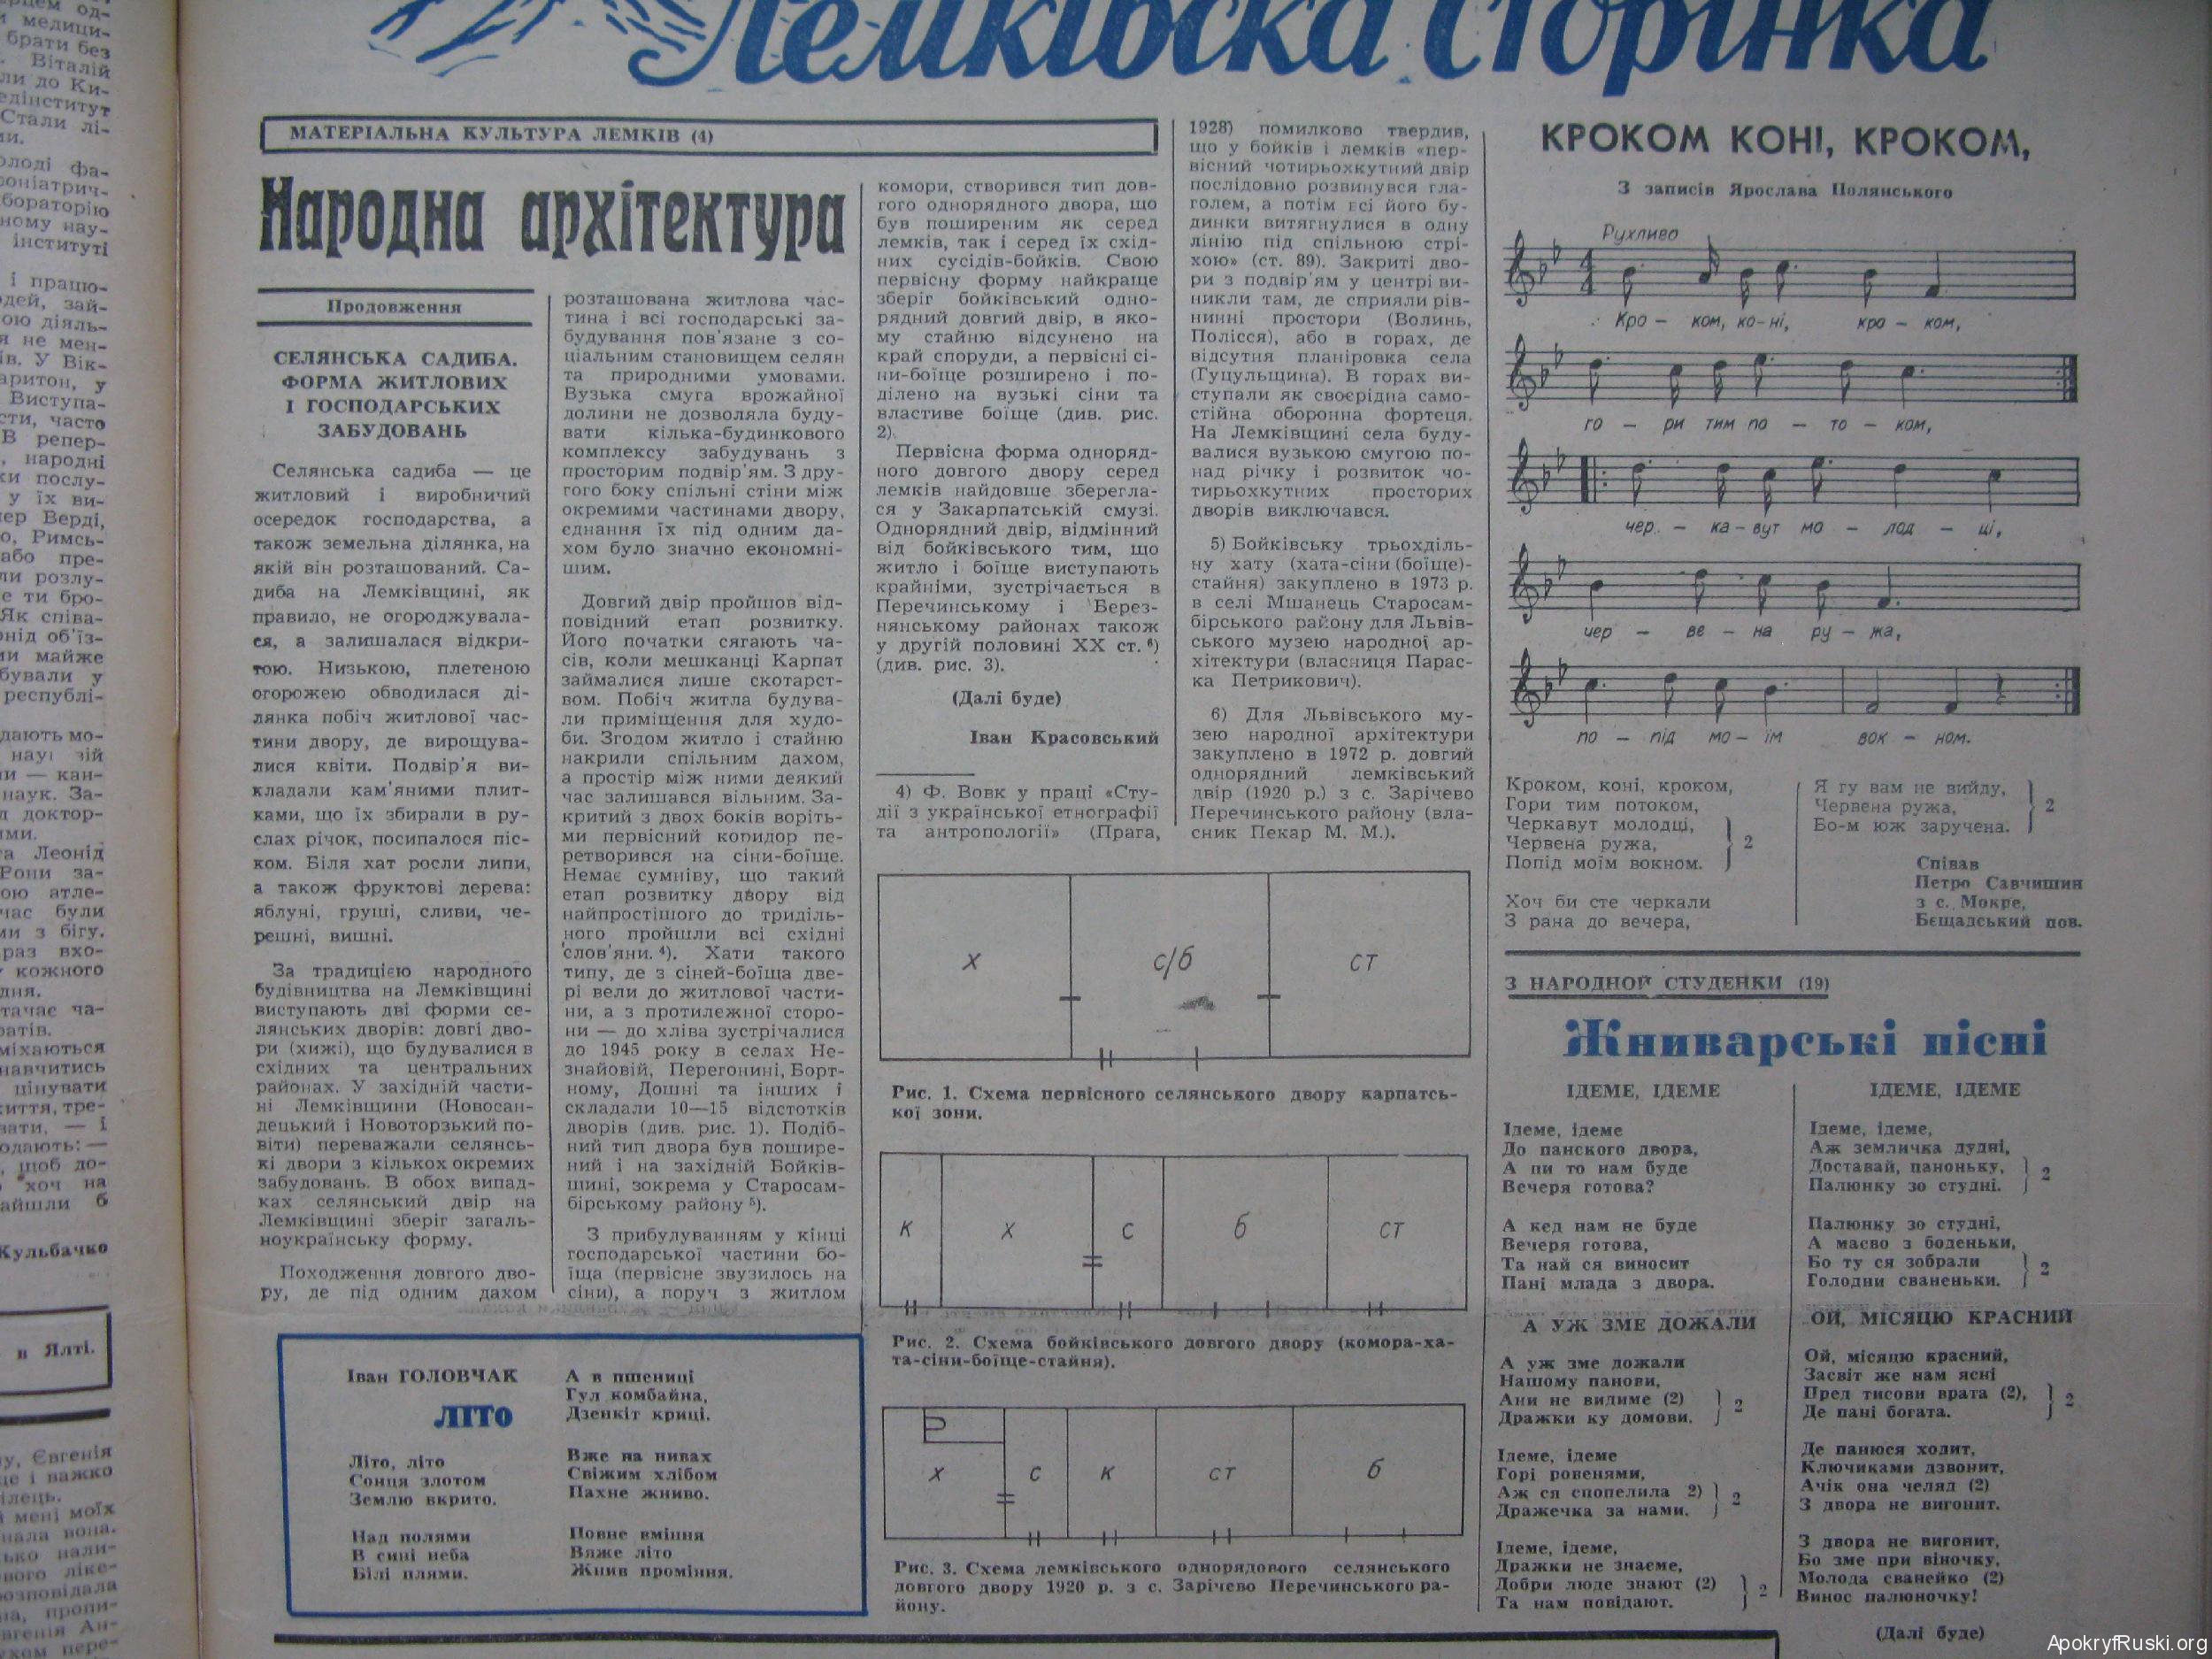 Лемківска сторінка
МАТЕРІАЛЬНА КУЛЬТУРА ЛЕМКІВ (4)
Народна архітектура
Продовження
СЕЛЯНСЬКА САДИБА.
ФОРМА ЖИТЛОВИХ
І ГОСПОДАРСЬКИХ
ЗАБУДОВАНЬ
Селянська садиба — це
житловий і виробничий
осередок господарства, а
також земельна ділянка, на
якій він розташований. Са-
диба на Лемківщині, як
правило, не огороджувала-
ся, а залишалася відкри-
тою. Низькою, плетеною
огорожею обводилася ді-
лянка побіч житлової час-
тини двору, де вирощува-
лися квіти. Подвір'я ви-
кладали кам'яними плит-
ками, що їх збирали в ру-
слах річок, посипалося піс-
ком. Біля хат росли липи,
а також фруктові дерева:
яблуні, груші, сливи, че-
решні, вишні.
За традицією народного
будівництва на Лемківщині
виступають дві форми се-
лянських дворів: довгі дво-
ри (хижі), що будувалися в
східних та центральних
районах. У західній части-
ні Лемківщини (Новосан-
децький і Новоторзький по-
віти) переважали селянсь-
кі двори з кількох окремих
забудовань. В обох випад-
ках селянський двір на
Лемківщині зберіг загаль-
ноукраїнську форму.
Походження довгого дво-
ру, де під одним дахом
розташована житлова час-
тина і всі господарські за-
будування пов'язане з со-
ціальним становищем селян
та природними умовами.
Вузька смуга врожайної
долини не дозволяла буду-
вати кілька-будинкового
комплексу забудувань з
просторим подвір'ям. З дру-
гого боку спільні стіни між
окремими частинами двору,
єднання їх під одним да-
хом було значно економні-
шим.
Довгий двір пройшов від-
повідний етап розвитку.
Його початки сягають ча-
сів, коли мешканці Карпат
займалися лише скотарст-
вом. Побіч житла будува-
ли приміщення для худо-
би. Згодом житло і стайню
накрили спільним дахом,
а простір між ними деякий
час залишався вільним. За-
критий з двох боків воріть-
ми первісний коридор пе-
ретворився на сіни-боїще.
Немає сумніву, що такий
етап розвитку двору від
найпростішого до триділь-
ного пройшли всі східні
слов'яни. 4). Хати такого
типу, де з сіней-боїща две-
рі вели до житлової части-
ни, а з протилежної сторо-
ни — до хліва зустрічалися
до 1945 року в селах Не-
знайовій, Перегонині, Борт-
ному, Дошні та інших і
складали 10—15 відстотків
дворів (див. рис. 1). Подіб-
ний тип двора був пошире-
ний і на західній Бойків-
щині, зокрема у Старосам-
бірському району 5).
З прибулуванням у кінці
господарської частини бо-
їща (первісне звузилось на
сіни), а поруч з житлом
комори, створився тип дов-
гого однорядного двора, що
був поширеним як серед
лемків, так і серед їх схід-
них сусідів-бойків. Свою
первісну форму найкраще
зберіг бойківський одно-
рядний довгий двір, в яко-
му стайню відсунено на
край споруди, а первісні сі-
ни-боїще розширено і по-
ділено на вузькі сіни та
властиве боїще (див. рис.
2).
Первісна форма одноряд-
ного довгого двору серед
лемків найдовше зберегла-
ся у Закарпатській смузі.
Однорядний двір, відмінний
від бойківського тим, що
житло і боїще виступають
крайніми, зустрічається в
Перечинському і Берез-
нянському районах також
у другій половині XX ст. 6)
(див. рис. 3).
(Далі буде)
Іван Красовський
4) Ф. Вовк у праці «Сту-
дії з української етнографії
та антропології» (Прага,
1928) помилково твердив,
що у бойків і лемків «пер-
вісний чотирьохкутний двір
послідовно розвинувся гла-
голем, а потім всі його бу-
динки витягнулися в одну
лінію під спільною стрі-
хою» (ст. 89). Закриті дво-
ри з подвір'ям у центрі ви-
никли там, де сприяли рів-
нинні простори (Волинь,
Полісся), або в горах, де
відсутня планіровка села
(Гуцульщина). В горах ви-
ступали як своєрідна само-
стійна оборонна фортеця.
На Лемківщині села буду-
валися вузькою смугою по-
над річку і розвиток чо-
тирьохкутних просторих
дворів виключався.
5) Бойківську трьохділь-
ну хату (хата-сіни (боїще)-
стайня) закуплено в 1973 р.
в селі Мшанець Старосам-
бірського району для Львів-
ського музею народної ар-
хітектури (власниця Парас-
ка Петрикович).
6) Для Львівського му-
зею народної архітектури
закуплено в 1972 р. довгий
однорядний лемківський
двір (1920 р.) з с. Зарічево
Перечинського району (вла-
сник Пекар М. М.).
х с/б ст
Рис. 1. Схема первісного селянського двору карпатсь-
кої зони.
к х с б ст
Рис. 2. Схема бойківського довгого двору (комора-ха-
та-сіни-боїще-стайня).
х с к ст б
Рис. 3. Схема лемківського однорядового селянського
довгого двору 1920 р. з с. Зарічево Перечинського ра-
йону.
Іван ГОЛОВЧАК
ЛІТО
Літо, літо
Сонця злотом
Землю вкрито.
Над полями
В сині неба
Білі плями.
А в пшениці
Гул комбайна,
Дзенкіт криці.
Вже на нивах
Свіжим хлібом
Пахне жниво.
Повне вміння
Вяже літо
Жнив проміння.
КРОКОМ КОНІ, КРОКОМ,
З записів Ярослава Полянського
Рухливо
4/4
Кро – ком, ко-ні, кро – ком,
го – ри тим по – то – ком,
чер. – ка-вут мо – лод – ці,
чер – ве – на ру – жа,
по – під мо – їм вок – ном.
Кроком, коні, кроком,
Гори тим потоком,
Черкавут молодці,
Червена ружа,
Попід моїм вокном.
2
Хоч би сте черкали
З рана до вечера,
Я гу вам не вийду,
Червена ружа,
Бо-м юж заручена.
2
Співав
Петро Савчишин
з с. Мокре,
Бєщадський пов.
З НАРОДНОЙ СТУДЕНКИ (19)
Жниварські пісні
ІДЕМЕ, ІДЕМЕ
Ідеме, ідеме
До панского двора,
А ци то нам буде
Вечеря готова?
А кед нам не буде
Вечеря готова,
Та най ся виносит
Пані млада з двора.
А УЖ ЗМЕ ДОЖАЛИ
А уж зме дожали
Нашому панови,
Ани не видиме (2)
Дражки ку домови.
2
Ідеме, ідеме
Горі ровенями,
Аж ся спопелила 2)
Дражечка за нами.
2
Ідеме, ідеме,
Дражки не знаєме,
Добри люде знают (2)
Та нам повідают.
2
ІДЕМЕ, ІДЕМЕ
Ідеме, ідеме,
Аж земличка дудні,
Доставай, паноньку,
Палюнку зо студні.
2
Палюнку зо студні,
А масво з боденьки,
Бо ту ся зобрали
Голодни сваненьки.
2
ОЙ, МІСЯЦЮ КРАСНИЙ
Ой, місяцю красний,
Засвіт же нам ясні
Пред тисови врата (2),
Де пані богата.
2
Де панюся ходит,
Ключиками дзвонит,
Ачік она челяд (2)
З двора не вигонит.
З двора не вигонит,
Бо зме при віночку,
Молода сванейко (2)
Винос палюночку!
(Далі буде)
Кульбачко
в Ялті.
ApokryfRuski.org